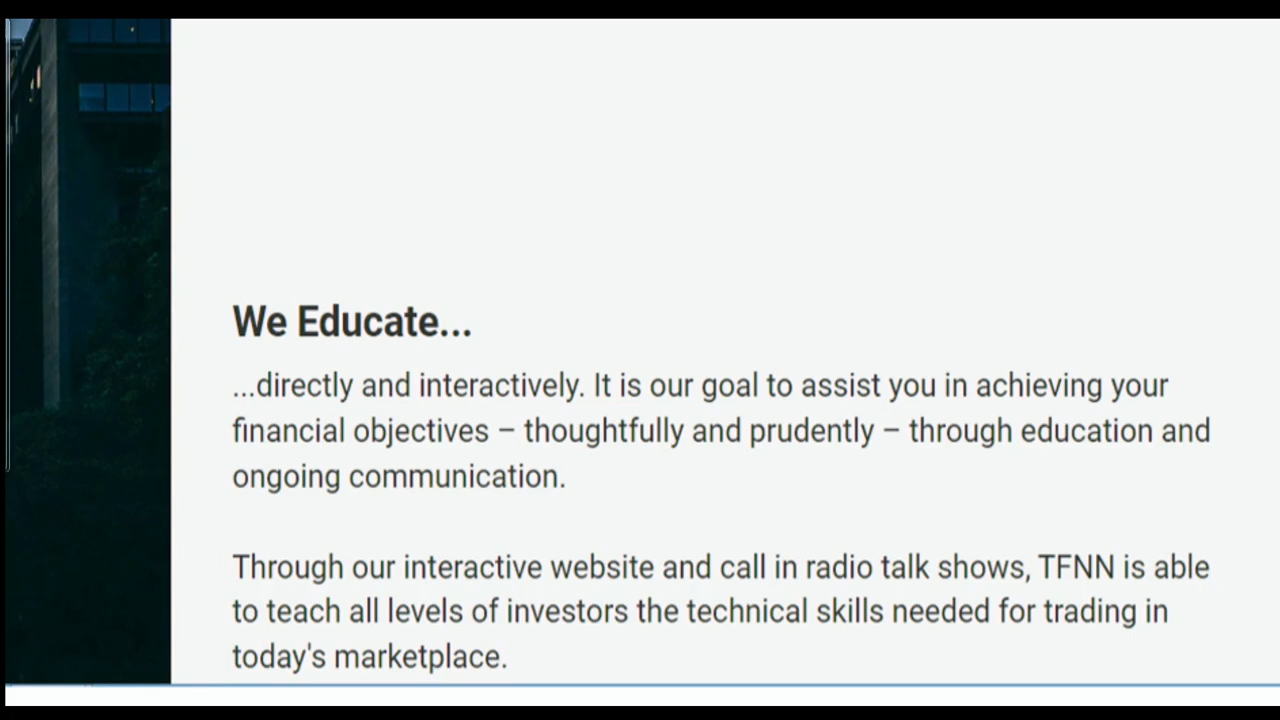 We Educate...
...directly and interactively. It is our goal to assist you in achieving your
financial objectives – thoughtfully and prudently – through education and
ongoing communication.
Through our interactive website and call in radio talk shows, TFNN is able
to teach all levels of investors the technical skills needed for trading in
today's marketplace.